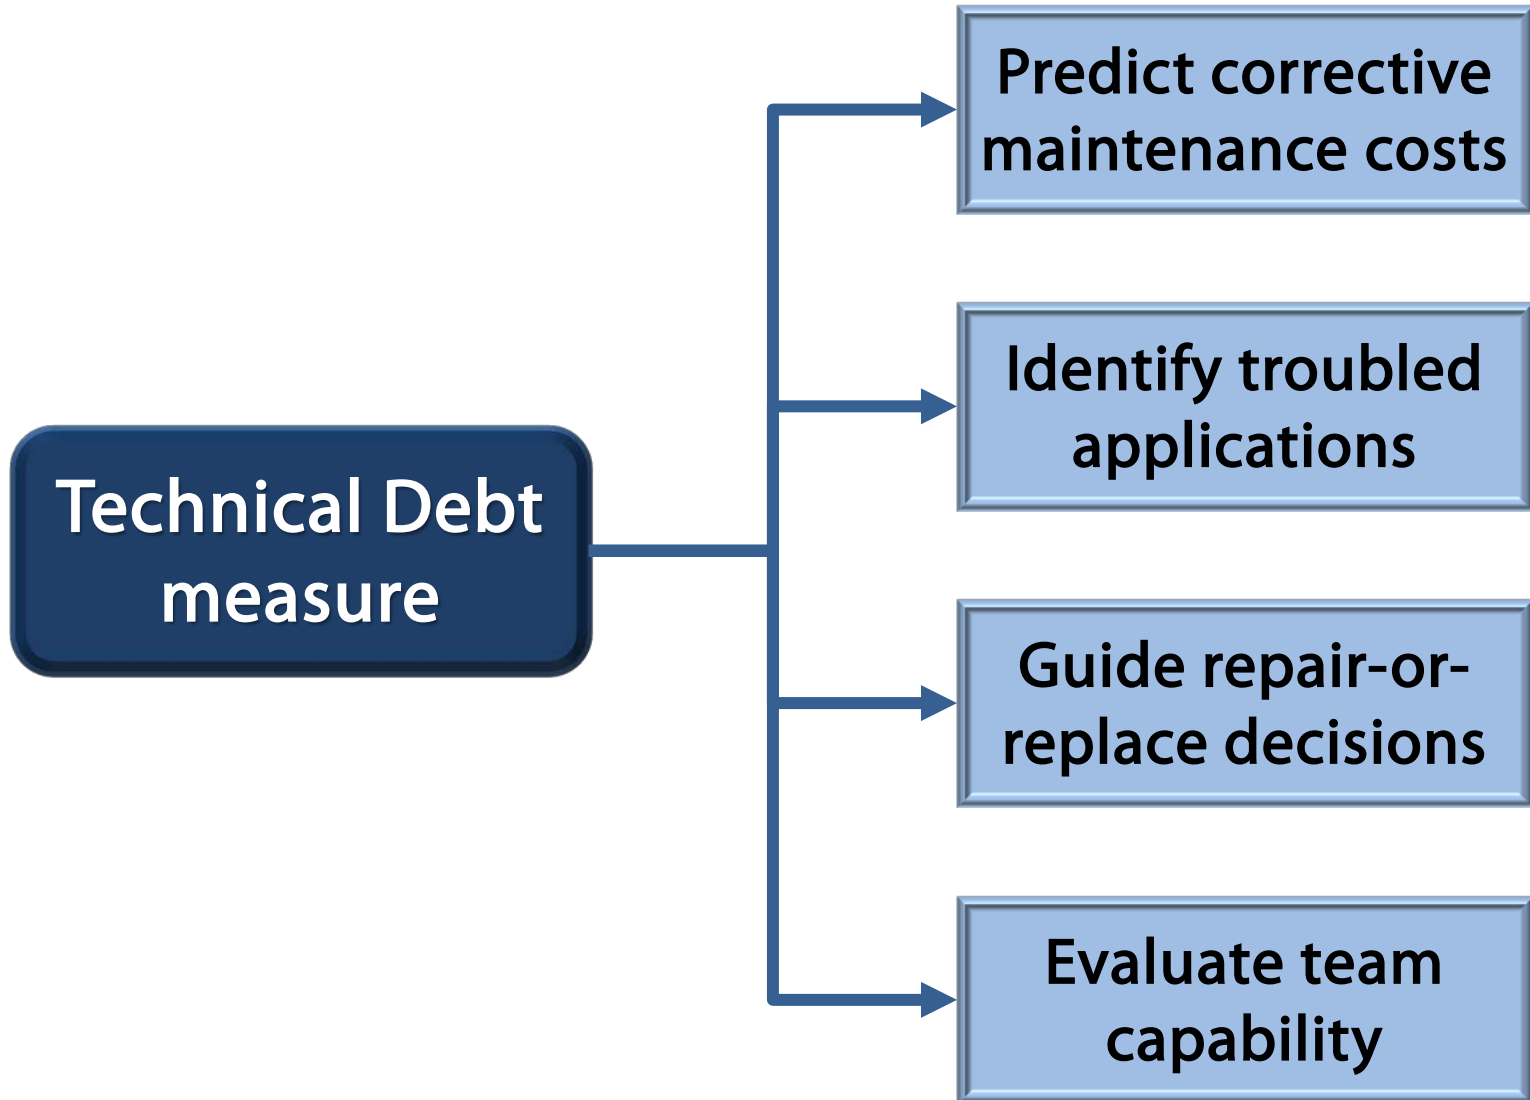 Predict corrective
maintenance costs
Identify troubled
applications
Technical Debt
measure
Guide repair-or-
replace decisions
Evaluate team
capability